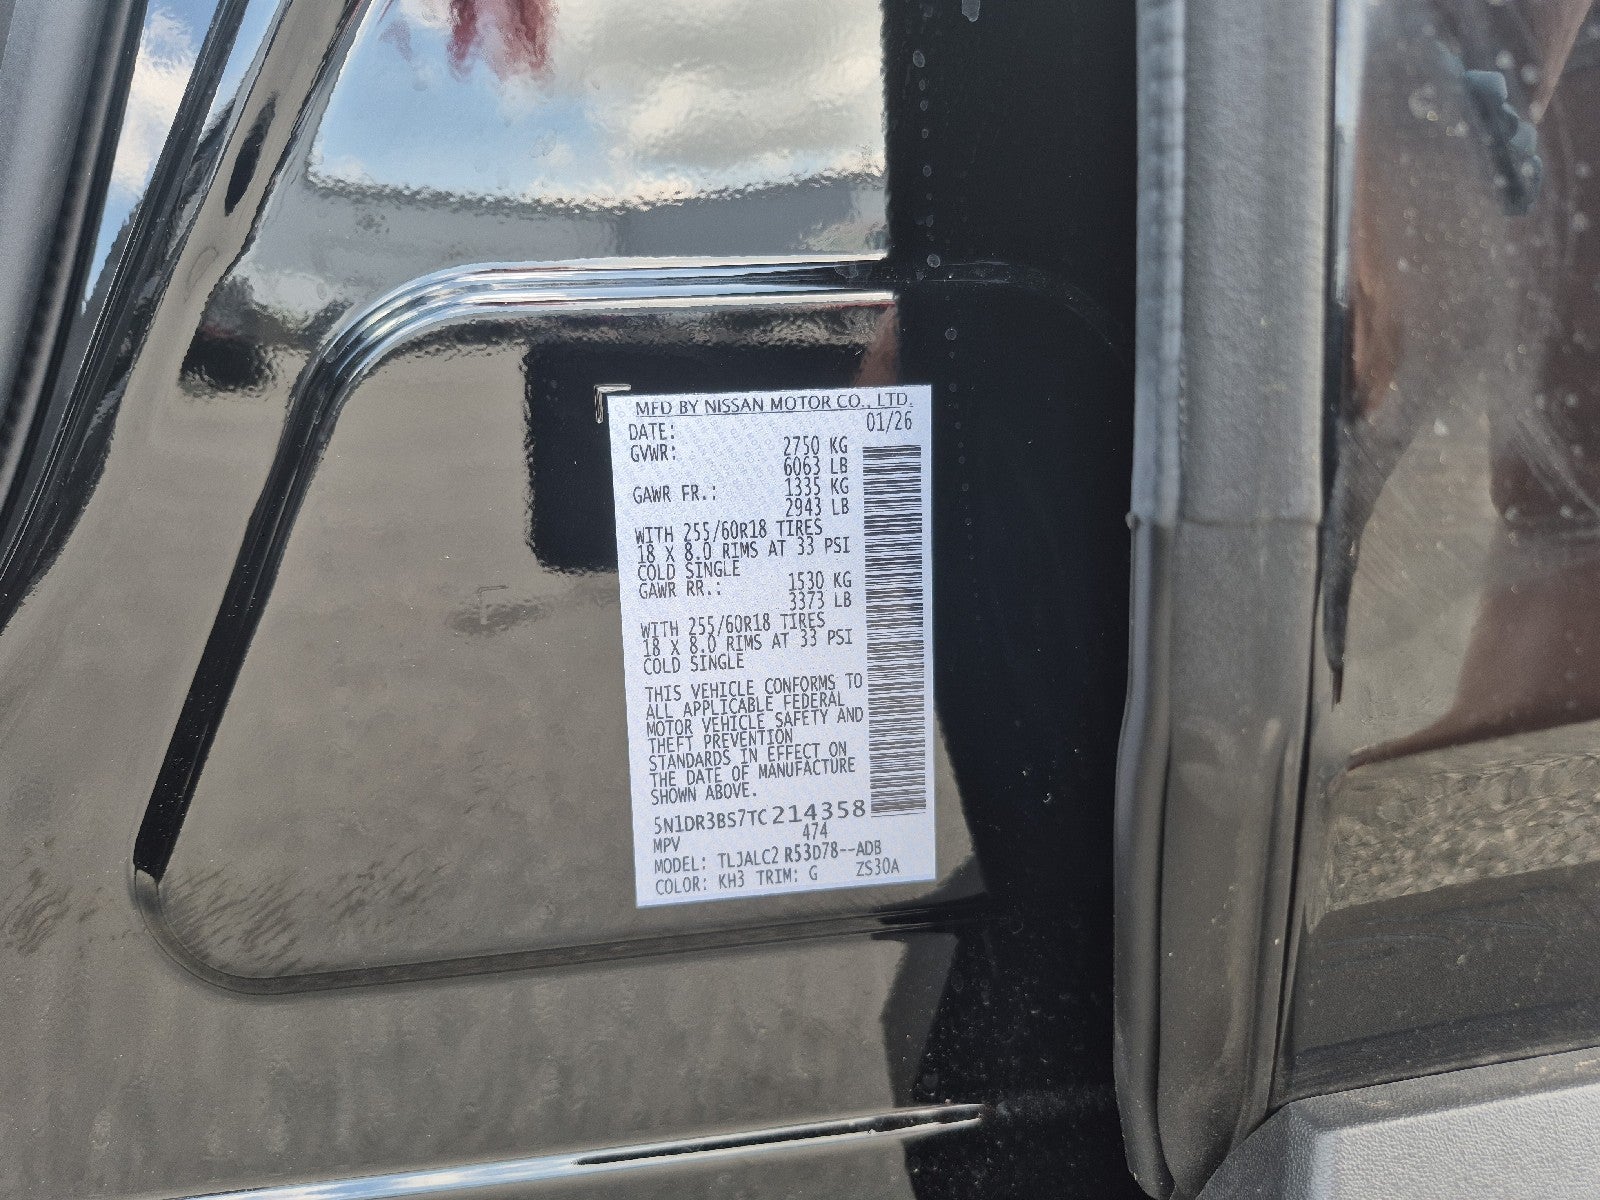 MFD BY NISSAN MOTOR CO., LTD.
DATE: 01/26
GVWR: 2750 KG
6063 LB
GAWR FR.: 1335 KG
2943 LB
WITH 255/60R18 TIRES
18 X 8.0 RIMS AT 33 PSI
COLD SINGLE
GAWR RR.: 1530 KG
3373 LB
WITH 255/60R18 TIRES
18 X 8.0 RIMS AT 33 PSI
COLD SINGLE
THIS VEHICLE CONFORMS TO
ALL APPLICABLE FEDERAL
MOTOR VEHICLE SAFETY AND
THEFT PREVENTION
STANDARDS IN EFFECT ON
THE DATE OF MANUFACTURE
SHOWN ABOVE.
5N1DR3BS7TC214358
MPV 474
MODEL: TLJALC2 R53D78--ADB
COLOR: KH3 TRIM: G ZS30A